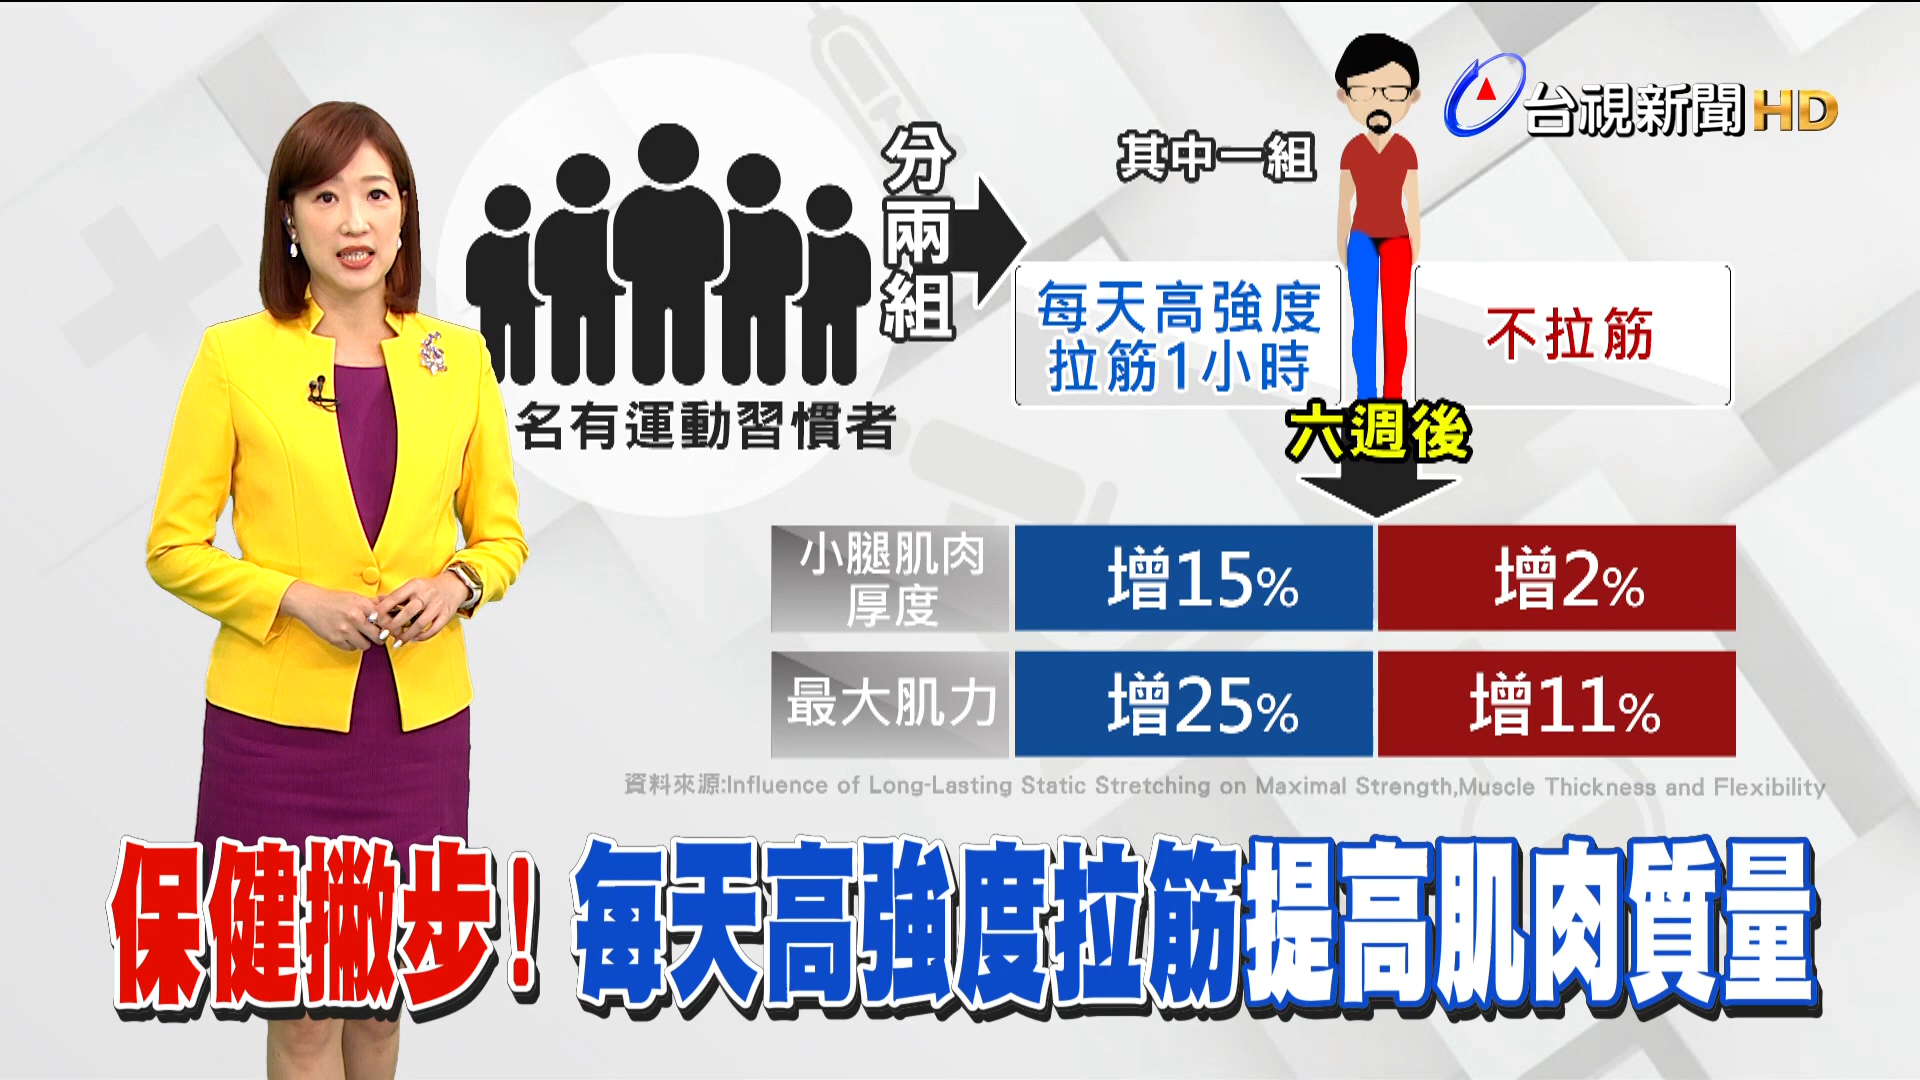 台視新聞HD
分兩組
其中一組
每天高強度
拉筋1小時
不拉筋
名有運動習慣者
六週後
小腿肌肉
厚度
增15%
增2%
最大肌力
增25%
增11%
資料來源:Influence of Long-Lasting Static Stretching on Maximal Strength,Muscle Thickness and Flexibility
保健撇步!每天高強度拉筋提高肌肉質量